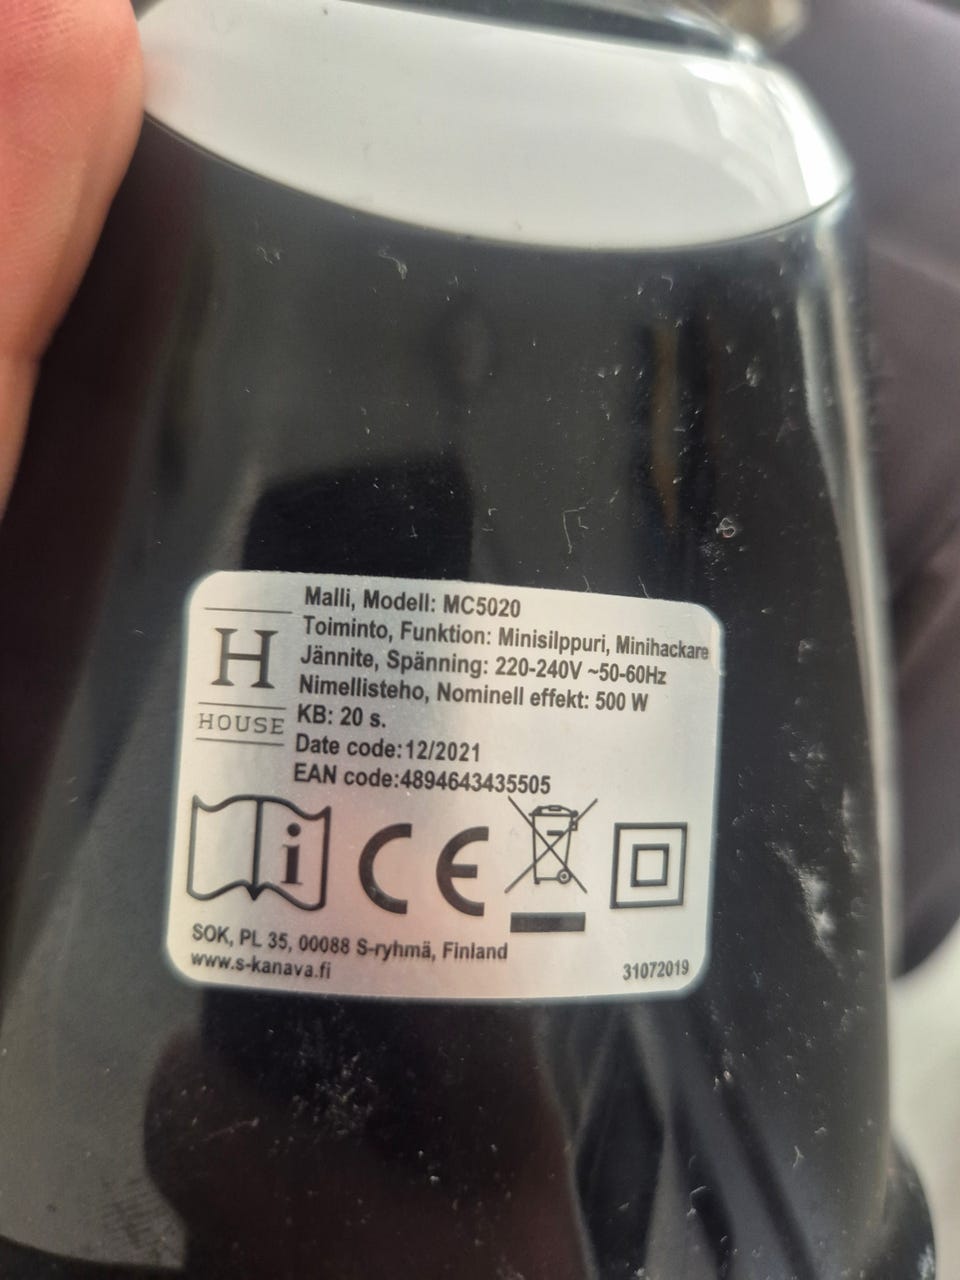 Malli, Modell: MC5020
Toiminto, Funktion: Minisilppuri, Minihackare
Jännite, Spänning: 220-240V ~50-60Hz
Nimellisteho, Nominell effekt: 500 W
KB: 20 s.
Date code:12/2021
EAN code:4894643435505
H
HOUSE
i
CE
SOK, PL 35, 00088 S-ryhmä, Finland
www.s-kanava.fi
31072019